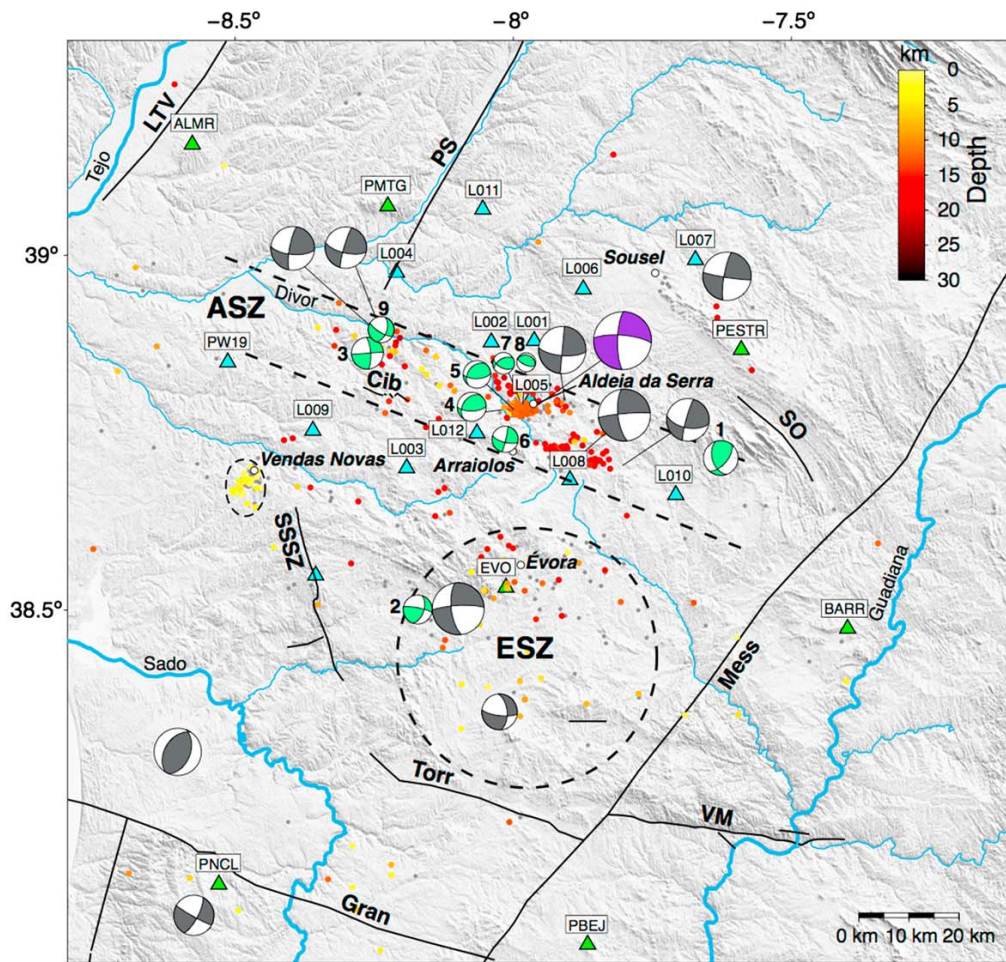 −8.5º −8º −7.5º
km
0
5
10
15
20
25
30
Depth
LTV
Tejo
ALMR
PS
PMTG
L011
39º
L004
L007
Sousel
L006
Divor
ASZ
9
PESTR
L002
L001
PW19
3
7
8
Cib
5
L005
Aldeia da Serra
SO
4
L009
L012
6
1
L003
Arraiolos
L008
Vendas Novas
L010
SSSZ
Évora
EVO
38.5º
2
BARR
Guadiana
ESZ
Sado
Mess
Torr
VM
PNCL
Gran
PBEJ
0 km 10 km 20 km